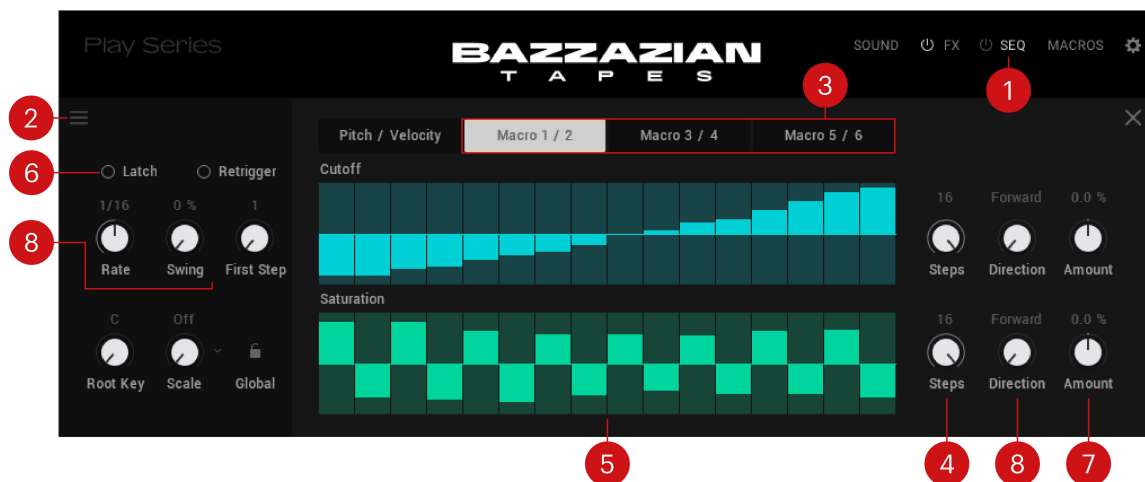 Play Series
BAZZAZIAN
TAPES
SOUND FX SEQ MACROS
1
3
2
Pitch / Velocity Macro 1 / 2 Macro 3 / 4 Macro 5 / 6
6
Latch Retrigger
Cutoff
1/16 0 % 1
16 Forward 0.0 %
8
Rate Swing First Step
Steps Direction Amount
Saturation
C Off
16 Forward 0.0 %
Root Key Scale Global
Steps Direction Amount
5
4
8
7